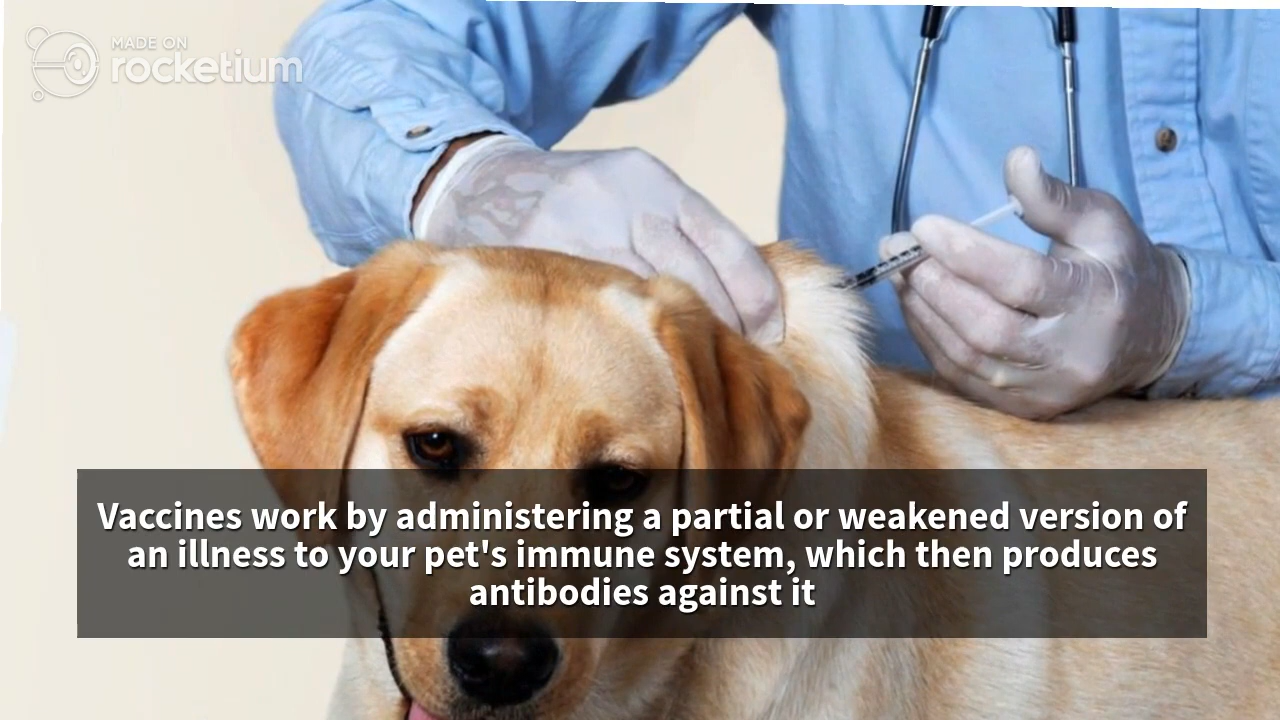 MADE ON
rocketium
Vaccines work by administering a partial or weakened version of
an illness to your pet's immune system, which then produces
antibodies against it